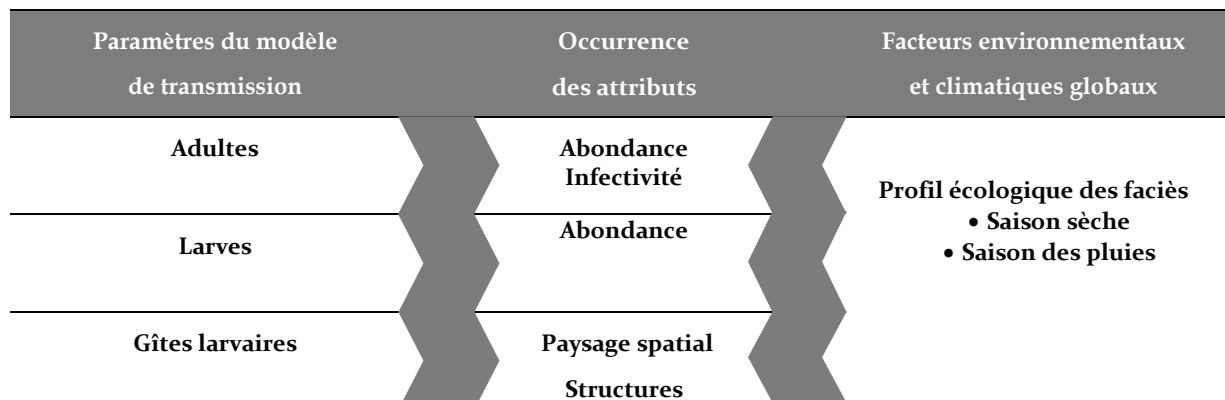 Paramètres du modèle
de transmission
Occurrence
des attributs
Facteurs environnementaux
et climatiques globaux
Adultes
Abondance
Infectivité
Profil écologique des faciès
• Saison sèche
• Saison des pluies
Larves
Abondance
Gîtes larvaires
Paysage spatial
Structures